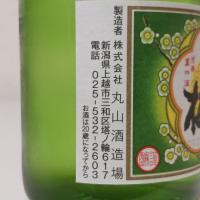 製造者 株式会社 丸山酒造場
新潟県上越市三和区塔ノ輪617
電話 025-532-2603
お酒は20歳になってから